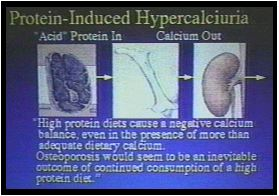 Protein-Induced Hypercalciuria
"Acid" Protein In Calcium Out
"High protein diets cause a negative calcium
balance, even in the presence of more than
adequate dietary calcium.
Osteoporosis would seem to be an inevitable
outcome of continued consumption of a high
protein diet."